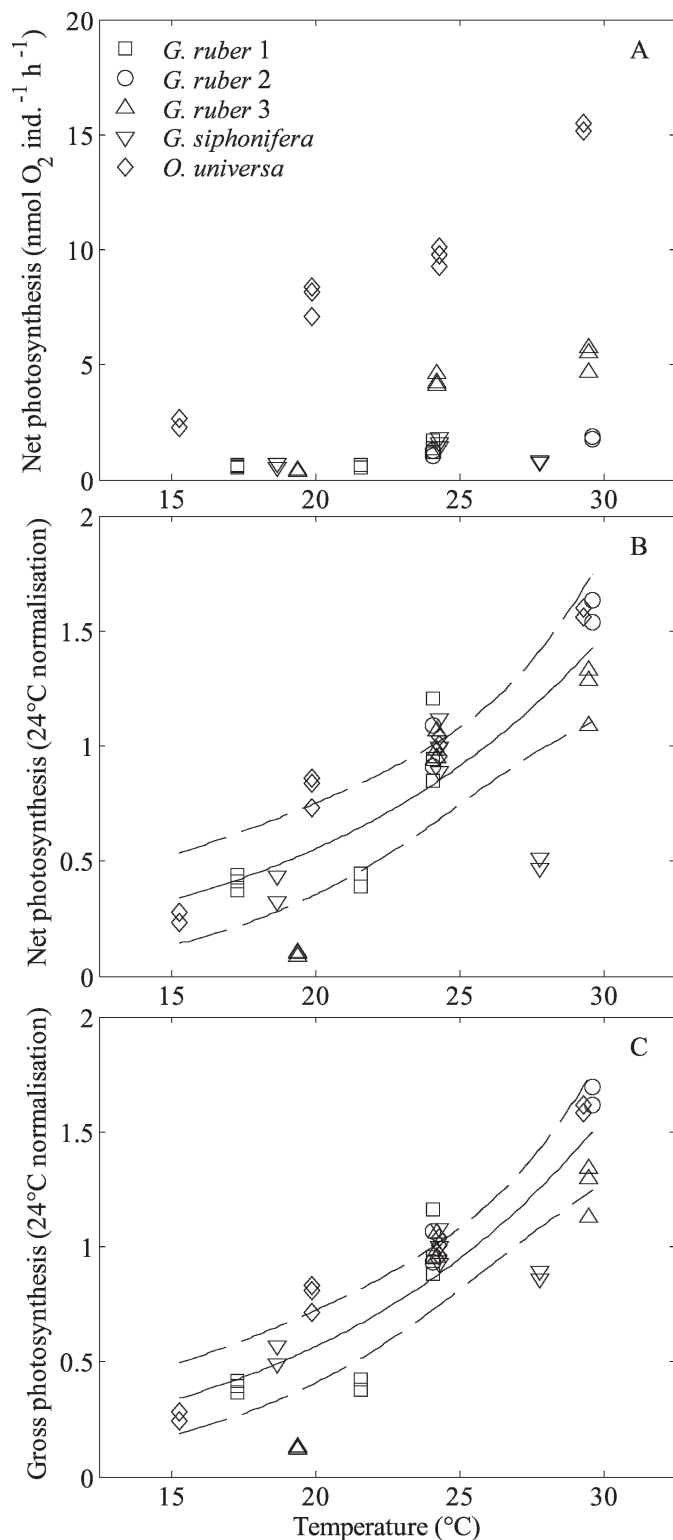 A
G. ruber 1
G. ruber 2
G. ruber 3
G. siphonifera
O. universa
Net photosynthesis (nmol O2 ind.-1 h-1)
20
15
10
5
0
15
20
25
30
B
Net photosynthesis (24°C normalisation)
2
1.5
1
0.5
0
15
20
25
30
C
Gross photosynthesis (24°C normalisation)
2
1.5
1
0.5
0
15
20
25
30
Temperature (°C)